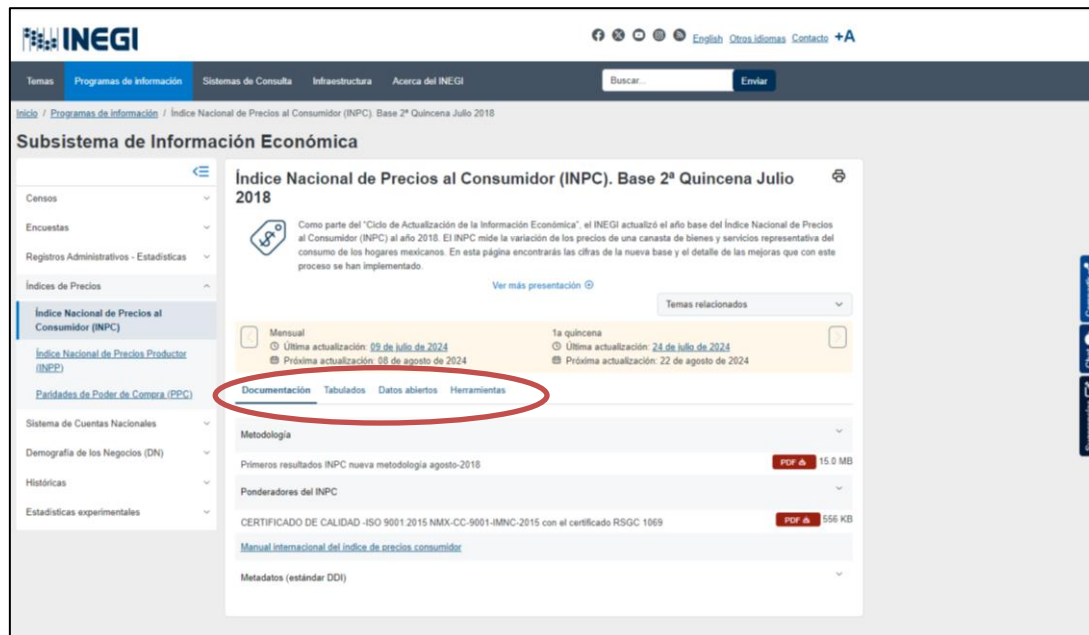 INEGI
English Otros idiomas Contacto +A
Temas Programas de información Sistemas de Consulta Infraestructura Acerca del INEGI Buscar... Enviar
Inicio / Programas de información / Índice Nacional de Precios al Consumidor (INPC). Base 2ª Quincena Julio 2018
Subsistema de Información Económica
Censos
Encuestas
Registros Administrativos - Estadísticas
Índices de Precios
Índice Nacional de Precios al
Consumidor (INPC)
Índice Nacional de Precios Productor
(INPP)
Paridades de Poder de Compra (PPC)
Sistema de Cuentas Nacionales
Demografía de los Negocios (DN)
Históricas
Estadísticas experimentales
Índice Nacional de Precios al Consumidor (INPC). Base 2ª Quincena Julio
2018
Como parte del "Ciclo de Actualización de la Información Económica", el INEGI actualizó el año base del Índice Nacional de Precios
al Consumidor (INPC) al año 2018. El INPC mide la variación de los precios de una canasta de bienes y servicios representativa del
consumo de los hogares mexicanos. En esta página encontrarás las cifras de la nueva base y el detalle de las mejoras que con este
proceso se han implementado.
Ver más presentación
Temas relacionados
Mensual
Última actualización: 09 de julio de 2024
Próxima actualización: 08 de agosto de 2024
1a quincena
Última actualización: 24 de julio de 2024
Próxima actualización: 22 de agosto de 2024
Documentación Tabulados Datos abiertos Herramientas
Metodología
Primeros resultados INPC nueva metodología agosto-2018 PDF 15.0 MB
Ponderadores del INPC
CERTIFICADO DE CALIDAD -ISO 9001:2015 NMX-CC-9001-IMNC-2015 con el certificado RSGC 1069 PDF 556 KB
Manual internacional del índice de precios consumidor
Metadatos (estándar DDI)